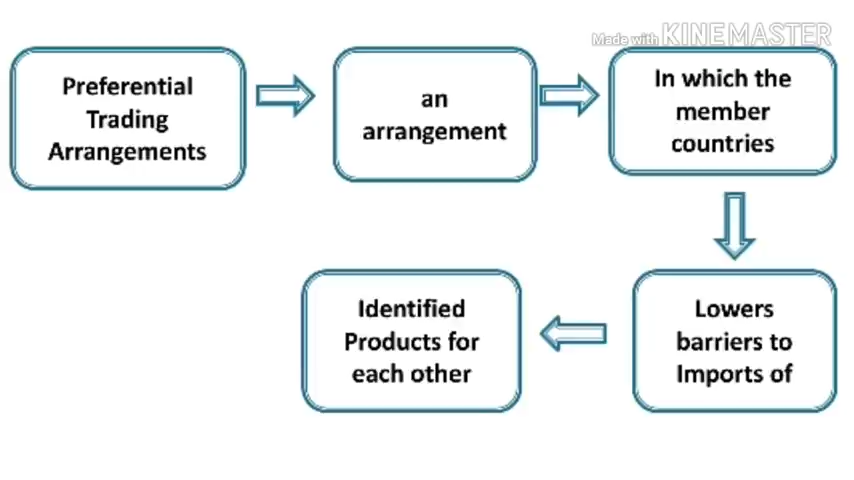 Made with KINEMASTER
Preferential
Trading
Arrangements
an
arrangement
In which the
member
countries
Lowers
barriers to
Imports of
Identified
Products for
each other